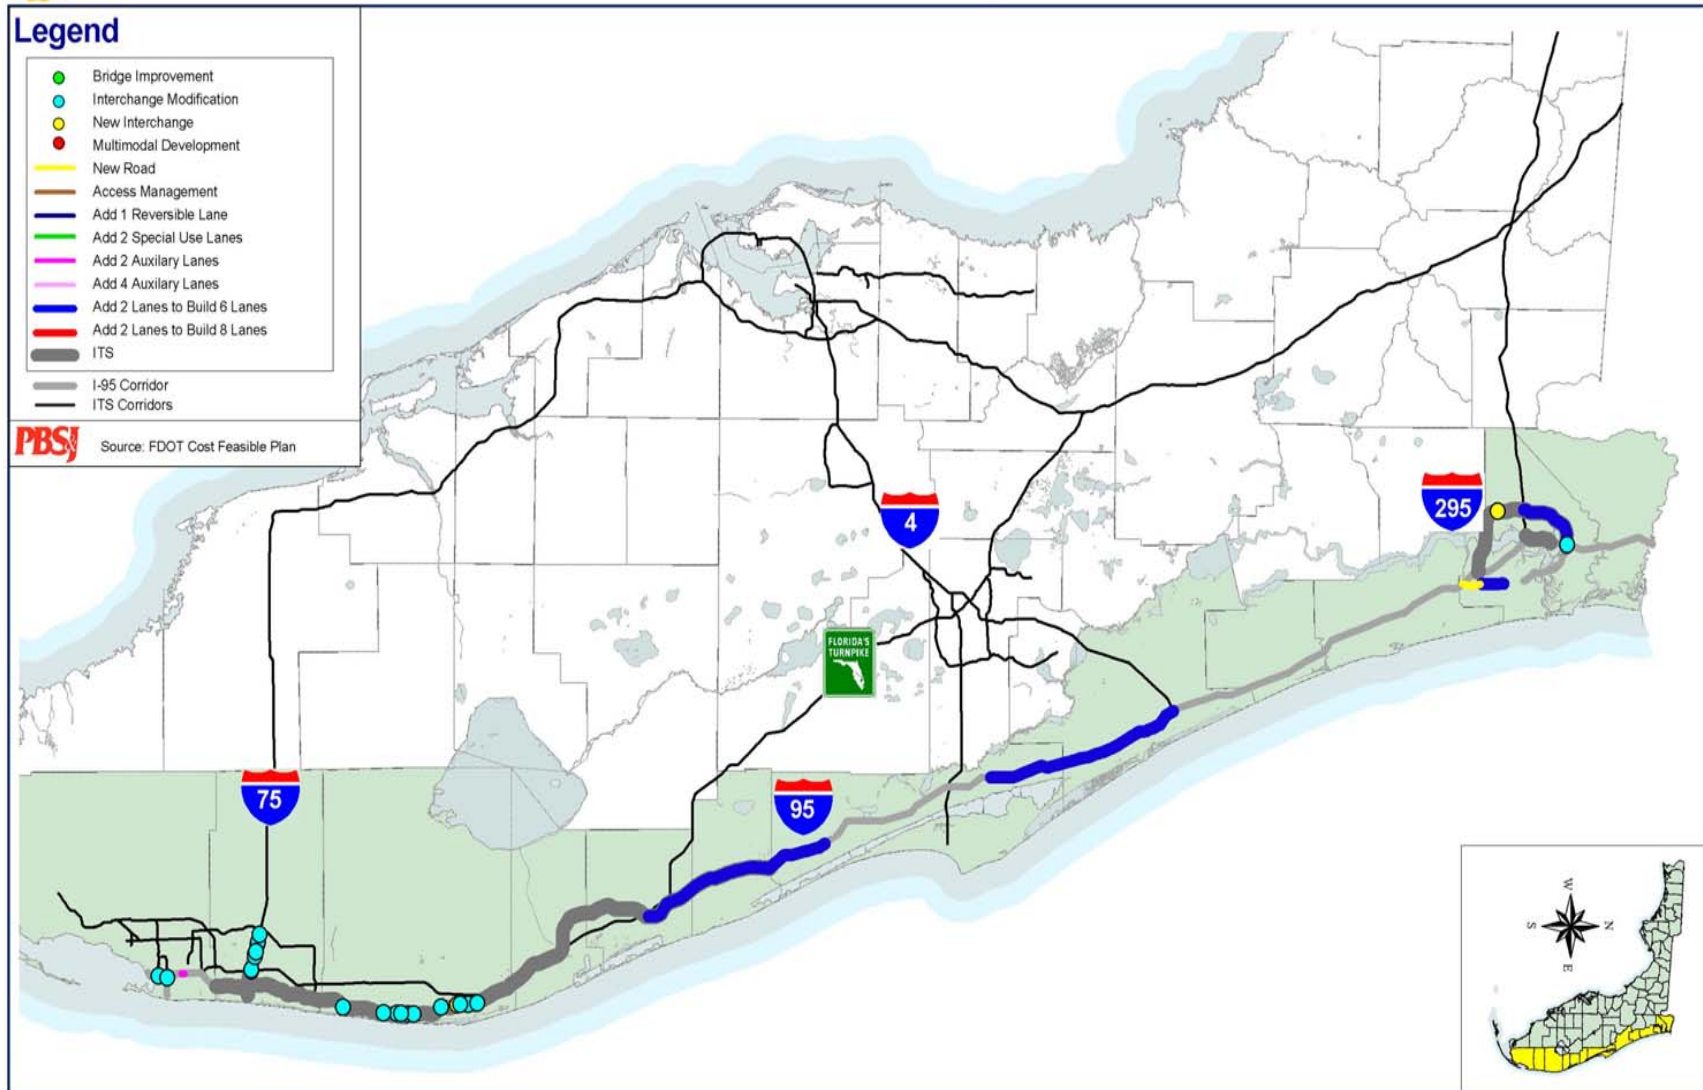 Legend
Bridge Improvement
Interchange Modification
New Interchange
Multimodal Development
New Road
Access Management
Add 1 Reversible Lane
Add 2 Special Use Lanes
Add 2 Auxilary Lanes
Add 4 Auxilary Lanes
Add 2 Lanes to Build 6 Lanes
Add 2 Lanes to Build 8 Lanes
ITS
I-95 Corridor
ITS Corridors
PBSJ Source: FDOT Cost Feasible Plan
295
4
FLORIDA'S
TURNPIKE
75
95
W
S N
E